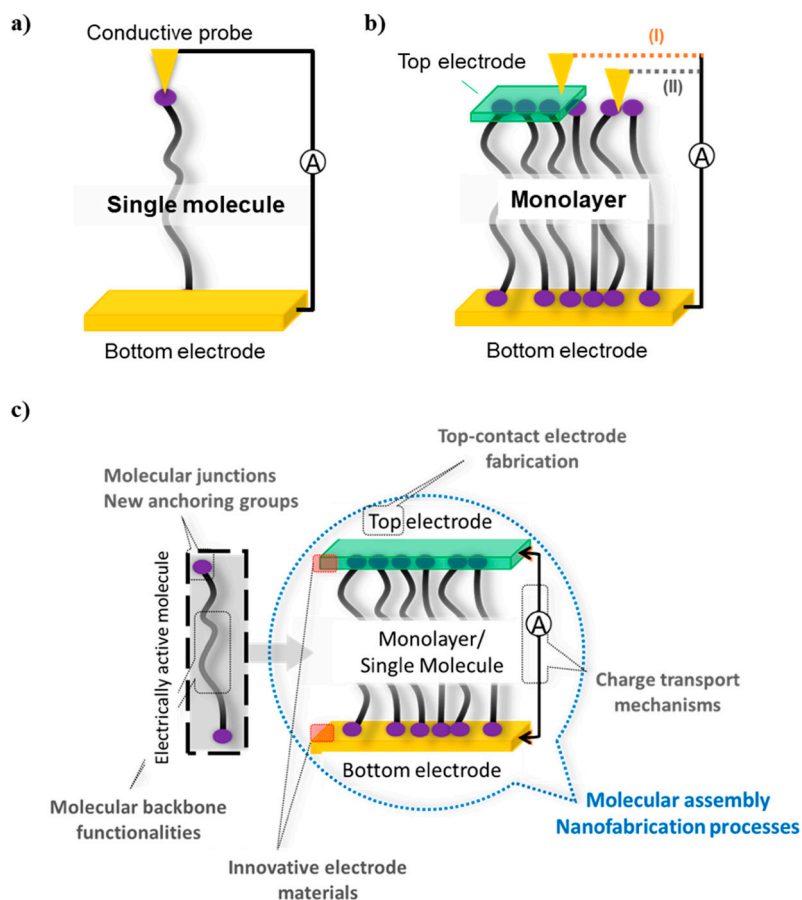 a)
Conductive probe
A
Single molecule
Bottom electrode
b)
(I)
Top electrode
(II)
A
Monolayer
Bottom electrode
c)
Top-contact electrode
fabrication
Molecular junctions
New anchoring groups
Top electrode
Electrically active molecule
A
Monolayer/
Single Molecule
Charge transport
mechanisms
Bottom electrode
Molecular backbone
functionalities
Molecular assembly
Nanofabrication processes
Innovative electrode
materials